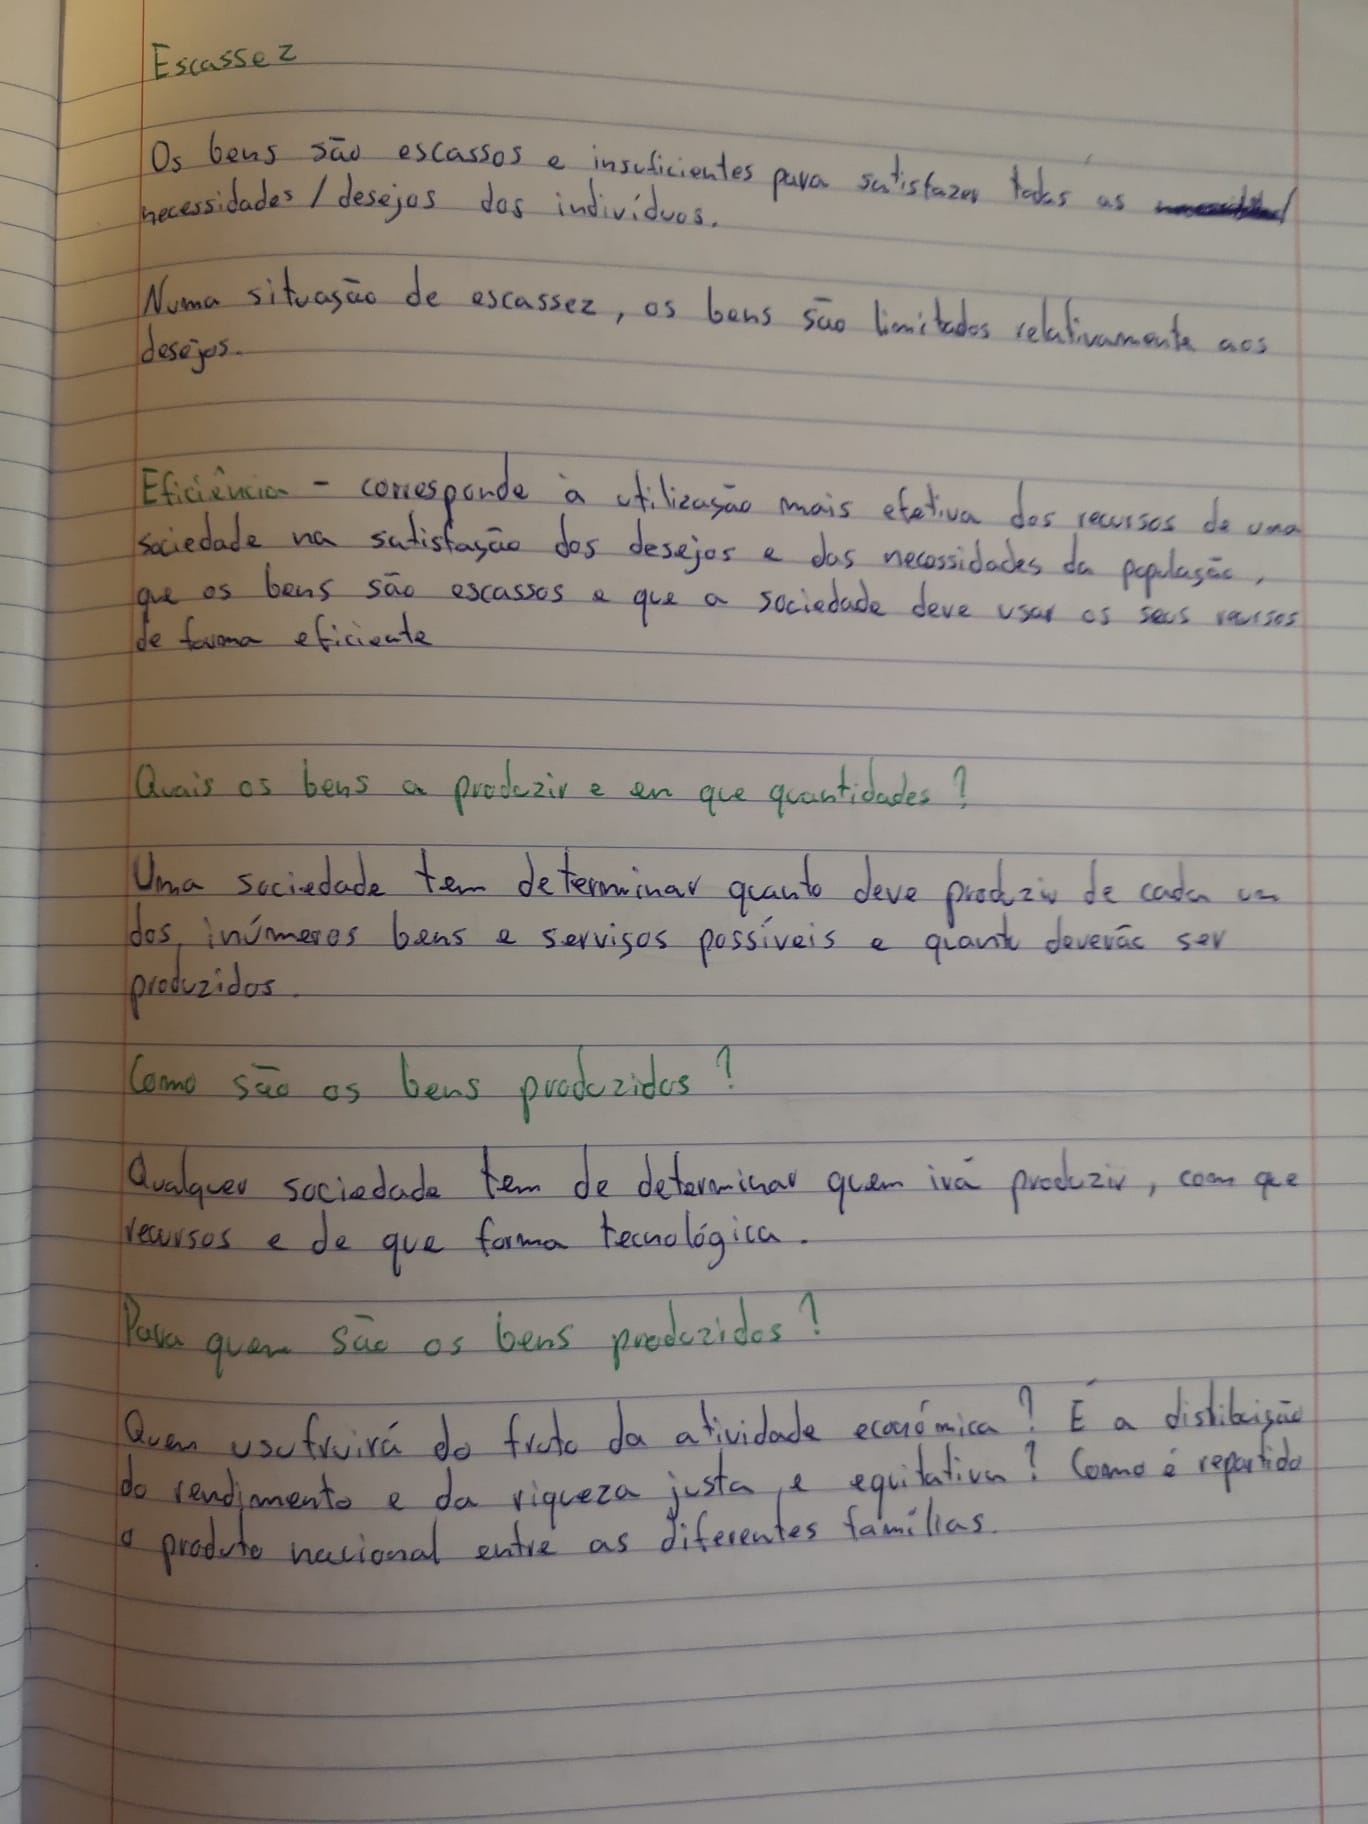 Escassez
Os bens são escassos e insuficientes para satisfazer todas as
necessidades / desejos dos indivíduos.
Numa situação de escassez, os bens são limitados relativamente aos
desejos.
Eficiência - corresponde à utilização mais efetiva dos recursos de uma
sociedade na satisfação dos desejos e das necessidades da população,
que os bens são escassos e que a sociedade deve usar os seus recursos
de forma eficiente
Quais os bens a produzir e em que quantidades?
Uma sociedade tem determinar quanto deve produzir de cada um
dos inúmeros bens e serviços possíveis e quanto deverão ser
produzidos.
Como são os bens produzidos?
Qualquer sociedade tem de determinar quem irá produzir, com que
recursos e de que forma tecnológica.
Para quem são os bens produzidos?
Quem usufruirá do fruto da atividade económica? É a distibuição
do rendimento e da riqueza justa e equitativa? Como é repartido
o produto nacional entre as diferentes famílias.